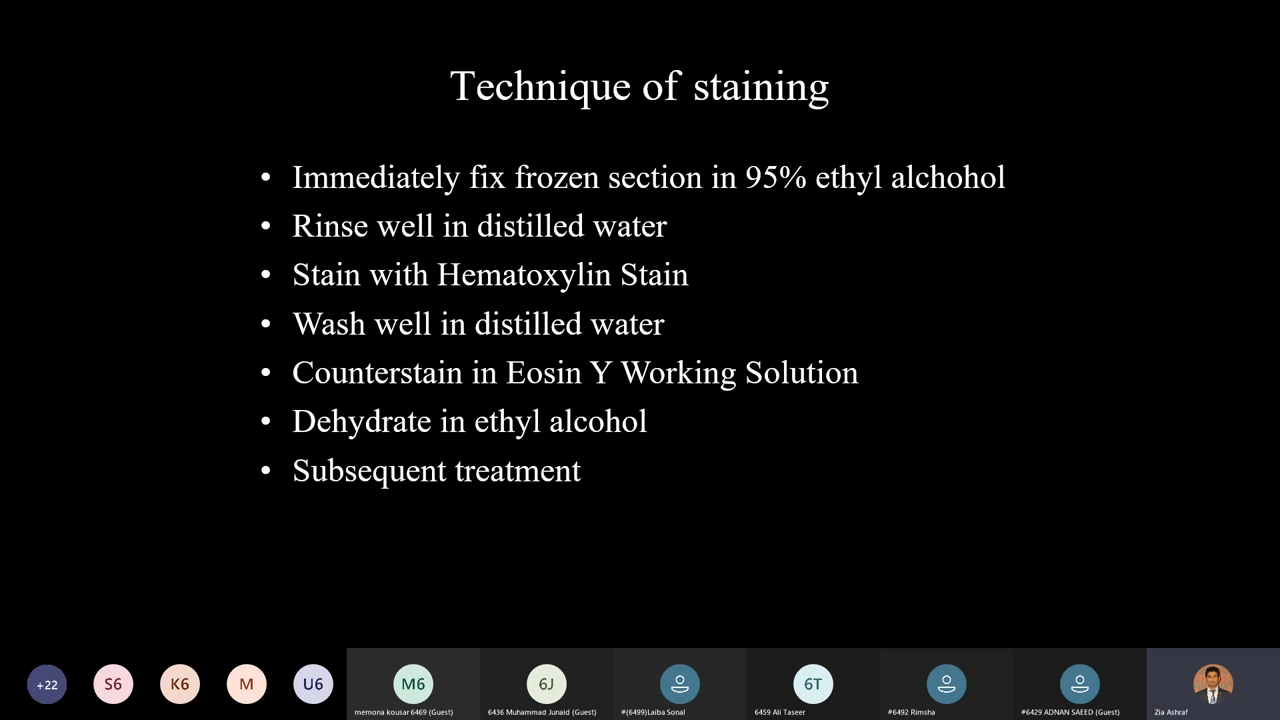 Technique of staining
• Immediately fix frozen section in 95% ethyl alchohol
• Rinse well in distilled water
• Stain with Hematoxylin Stain
• Wash well in distilled water
• Counterstain in Eosin Y Working Solution
• Dehydrate in ethyl alcohol
• Subsequent treatment
+22 S6 K6 M U6 M6 6J 6T
memona kousar 6469 (Guest) 6436 Muhammad Junaid (Guest) #(6499)Laiba Sonal 6459 Ali Taseer #6492 Rimsha #6429 ADNAN SAEED (Guest) Zia Ashraf